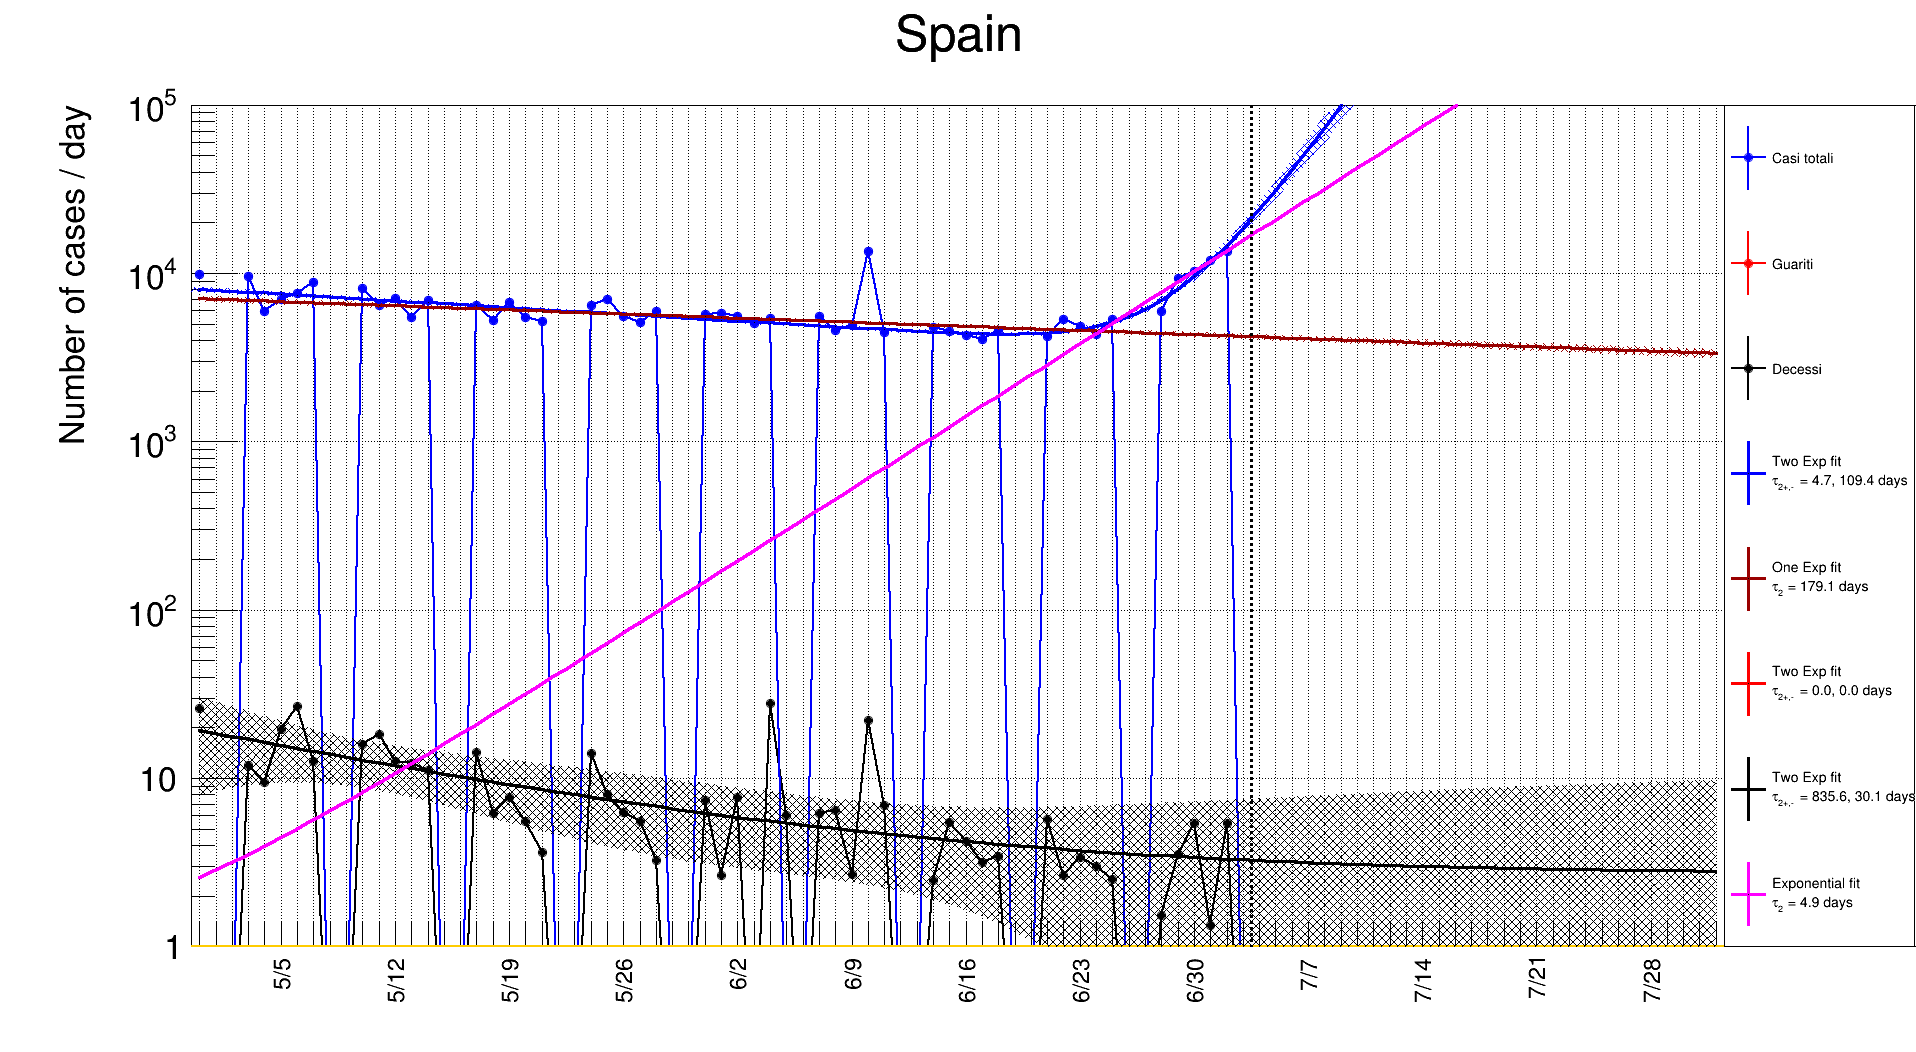 Spain
Number of cases / day
10^5
10^4
10^3
10^2
10
1
5/5
5/12
5/19
5/26
6/2
6/9
6/16
6/23
6/30
7/7
7/14
7/21
7/28
Casi totali
Guariti
Decessi
Two Exp fit
τ2+,- = 4.7, 109.4 days
One Exp fit
τ2 = 179.1 days
Two Exp fit
τ2+,- = 0.0, 0.0 days
Two Exp fit
τ2+,- = 835.6, 30.1 days
Exponential fit
τ2 = 4.9 days